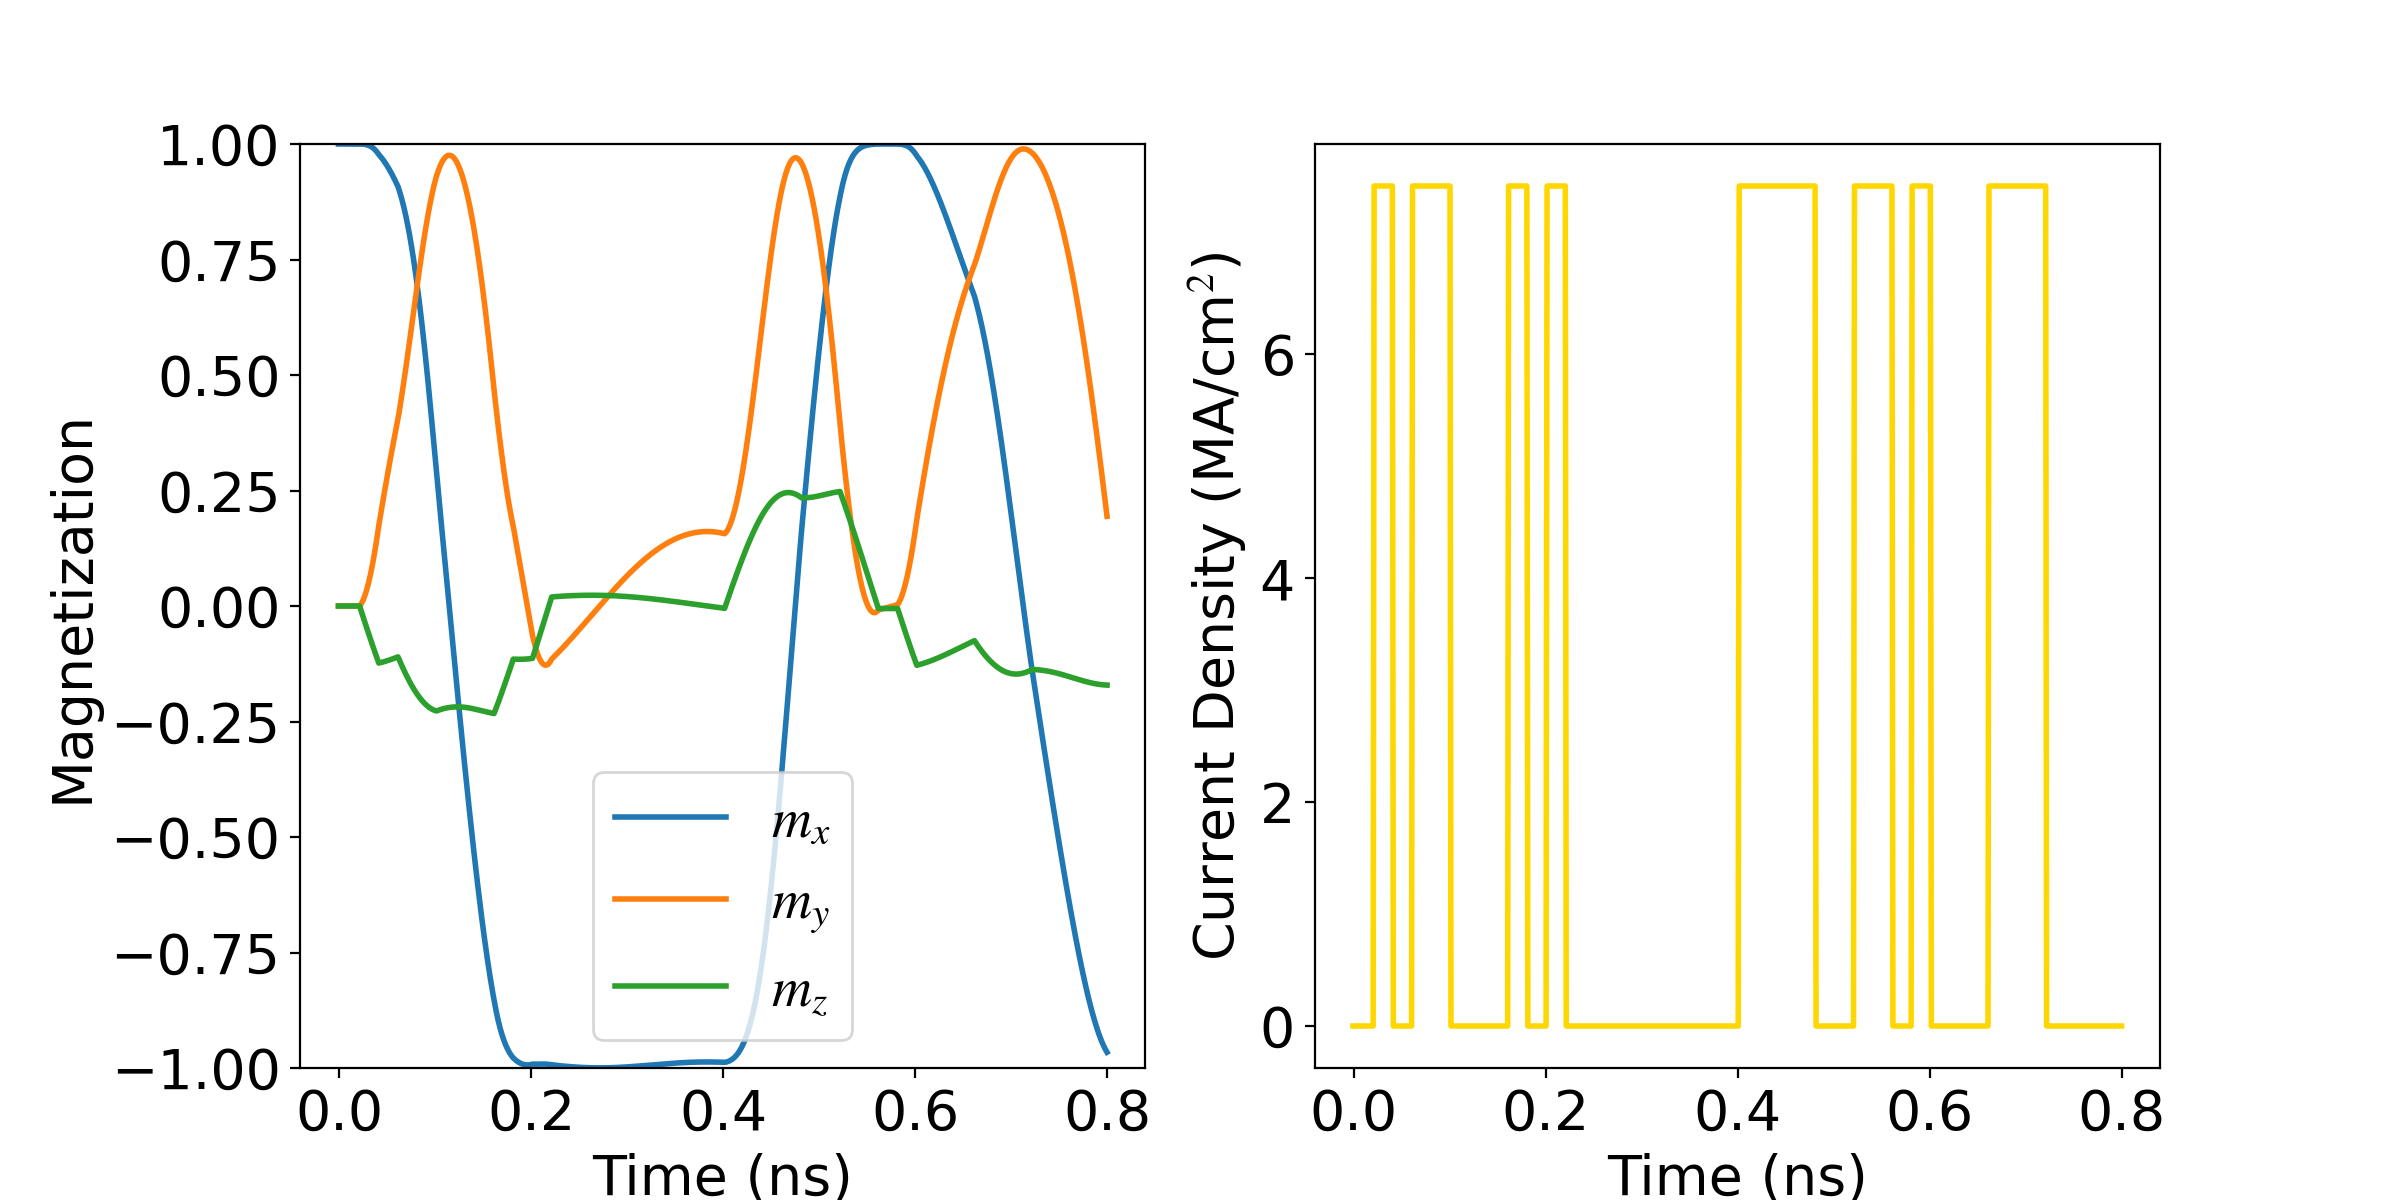 1.00
0.75
0.50
0.25
0.00
−0.25
−0.50
−0.75
−1.00
Magnetization
m_x
m_y
m_z
0.0 0.2 0.4 0.6 0.8
Time (ns)
6
4
2
0
Current Density (MA/cm²)
0.0 0.2 0.4 0.6 0.8
Time (ns)